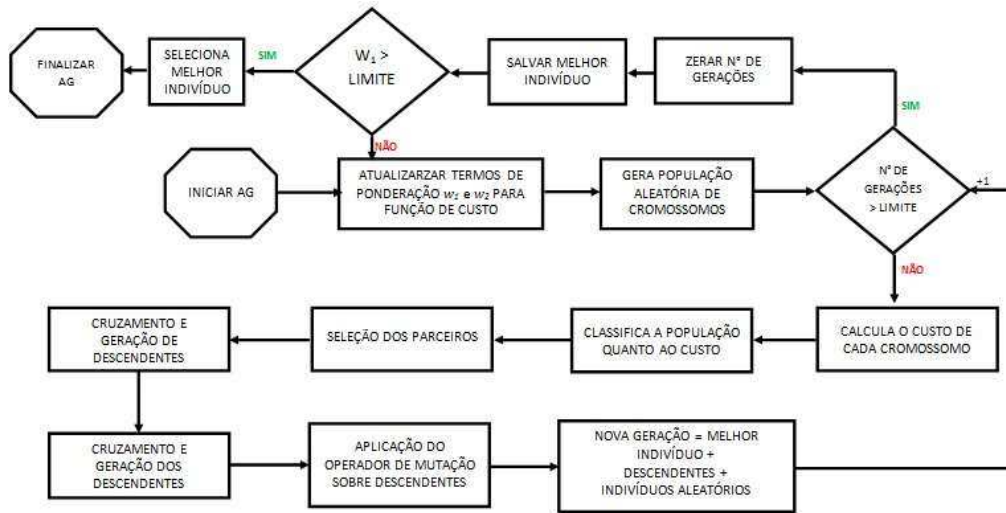 FINALIZAR
AG
SELECIONA
MELHOR
INDIVÍDUO
SIM
W₁ >
LIMITE
SALVAR MELHOR
INDIVÍDUO
ZERAR Nº DE
GERAÇÕES
SIM
NÃO
INICIAR AG
ATUALIZARZAR TERMOS DE
PONDERAÇÃO w₁ e w₂ PARA
FUNÇÃO DE CUSTO
GERA POPULAÇÃO
ALEATÓRIA DE
CROMOSSOMOS
Nº DE
GERAÇÕES
> LIMITE
+1
NÃO
CRUZAMENTO E
GERAÇÃO DE
DESCENDENTES
SELEÇÃO DOS PARCEIROS
CLASSIFICA A POPULAÇÃO
QUANTO AO CUSTO
CALCULA O CUSTO DE
CADA CROMOSSOMO
CRUZAMENTO E
GERAÇÃO DOS
DESCENDENTES
APLICAÇÃO DO
OPERADOR DE MUTAÇÃO
SOBRE DESCENDENTES
NOVA GERAÇÃO = MELHOR
INDIVÍDUO +
DESCENDENTES +
INDIVÍDUOS ALEATÓRIOS